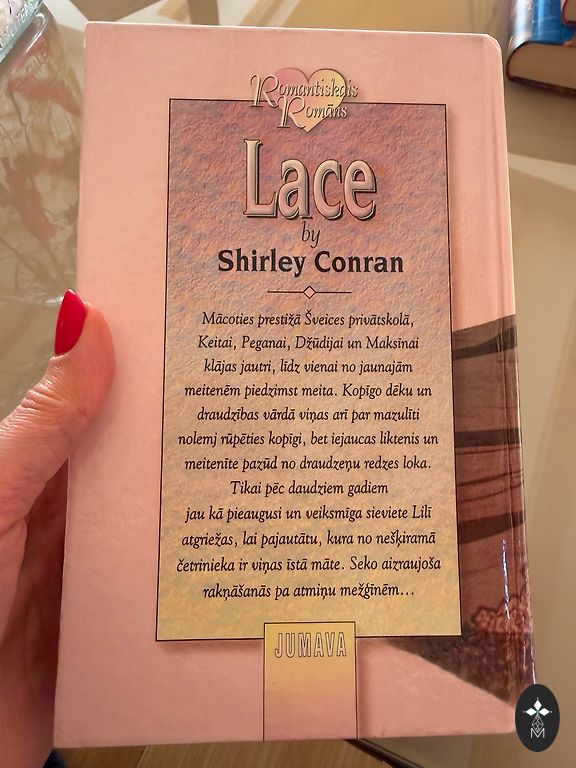 Romantiskais
Romāns
Lace
by
Shirley Conran
Mācoties prestižā Šveices privātskolā,
Keitai, Peganai, Džūdijai un Maksīnai
klājas jautri, līdz vienai no jaunajām
meitenēm piedzimst meita. Kopīgo dēku un
draudzības vārdā viņas arī par mazulīti
nolemj rūpēties kopīgi, bet iejaucas liktenis un
meitenīte pazūd no draudzeņu redzes loka.
Tikai pēc daudziem gadiem
jau kā pieaugusi un veiksmīga sieviete Lilī
atgriežas, lai pajautātu, kura no nešķiramā
četrinieka ir viņas īstā māte. Seko aizraujoša
rakņāšanās pa atmiņu mežģīnēm...
JUMAVA
M